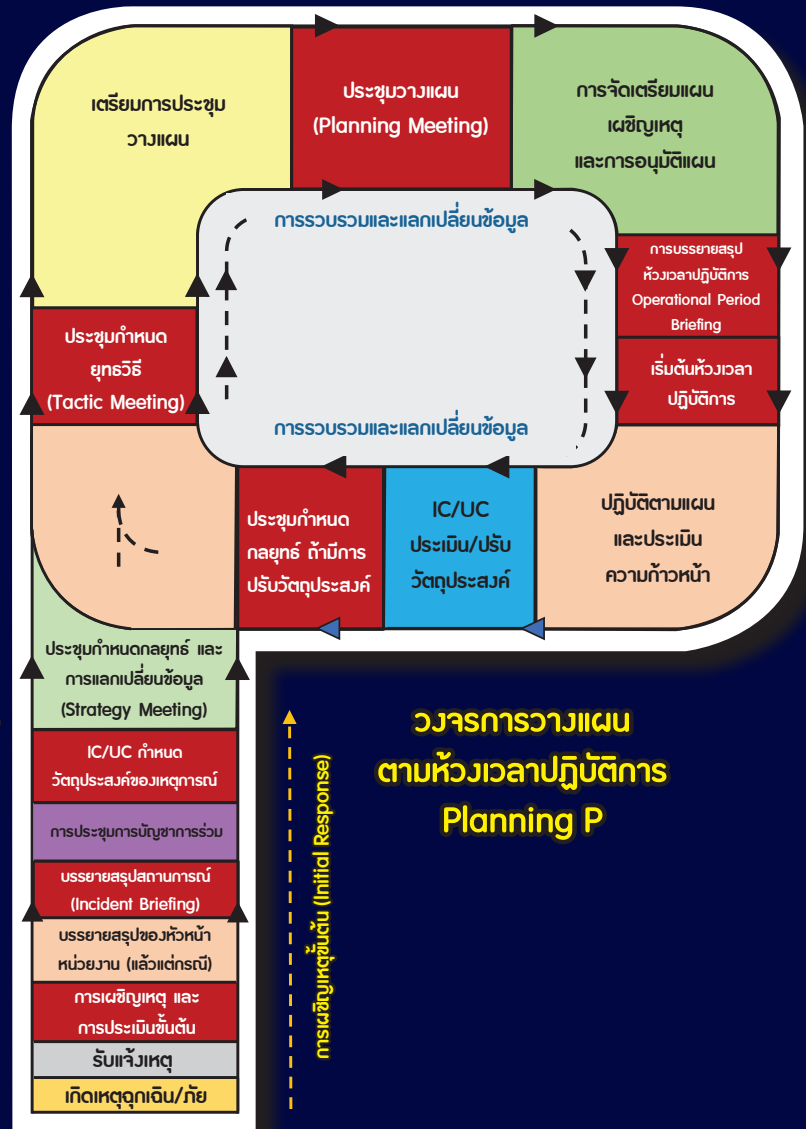 เตรียมการประชุม
วางแผน
ประชุมวางแผน
(Planning Meeting)
การจัดเตรียมแผน
เผชิญเหตุ
และการอนุมัติแผน
การรวบรวมและแลกเปลี่ยนข้อมูล
การบรรยายสรุป
ห้วงเวลาปฏิบัติการ
Operational Period
Briefing
ประชุมกำหนด
ยุทธวิธี
(Tactic Meeting)
เริ่มต้นห้วงเวลา
ปฏิบัติการ
การรวบรวมและแลกเปลี่ยนข้อมูล
ประชุมกำหนด
กลยุทธ์ ถ้ามีการ
ปรับวัตถุประสงค์
IC/UC
ประเมิน/ปรับ
วัตถุประสงค์
ปฏิบัติตามแผน
และประเมิน
ความก้าวหน้า
ประชุมกำหนดกลยุทธ์ และ
การแลกเปลี่ยนข้อมูล
(Strategy Meeting)
IC/UC กำหนด
วัตถุประสงค์ของเหตุการณ์
การประชุมการบัญชาการร่วม
บรรยายสรุปสถานการณ์
(Incident Briefing)
บรรยายสรุปของหัวหน้า
หน่วยงาน (แล้วแต่กรณี)
การเผชิญเหตุ และ
การประเมินขั้นต้น
รับแจ้งเหตุ
เกิดเหตุฉุกเฉิน/ภัย
การเผชิญเหตุขั้นต้น (Initial Response)
วงจรการวางแผน
ตามห้วงเวลาปฏิบัติการ
Planning P